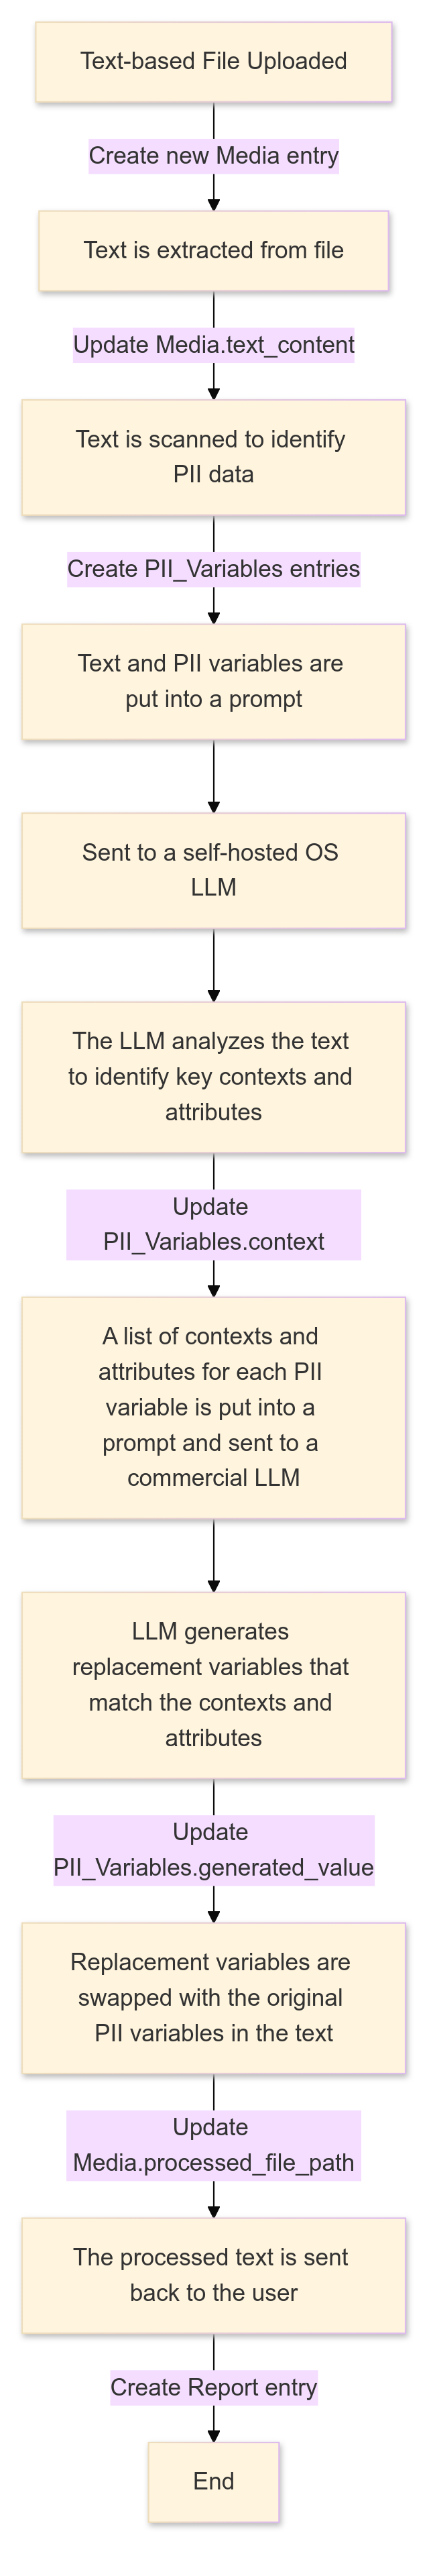 Text-based File Uploaded
Create new Media entry
Text is extracted from file
Update Media.text_content
Text is scanned to identify
PII data
Create PII_Variables entries
Text and PII variables are
put into a prompt
Sent to a self-hosted OS
LLM
The LLM analyzes the text
to identify key contexts and
attributes
Update
PII_Variables.context
A list of contexts and
attributes for each PII
variable is put into a
prompt and sent to a
commercial LLM
LLM generates
replacement variables that
match the contexts and
attributes
Update
PII_Variables.generated_value
Replacement variables are
swapped with the original
PII variables in the text
Update
Media.processed_file_path
The processed text is sent
back to the user
Create Report entry
End